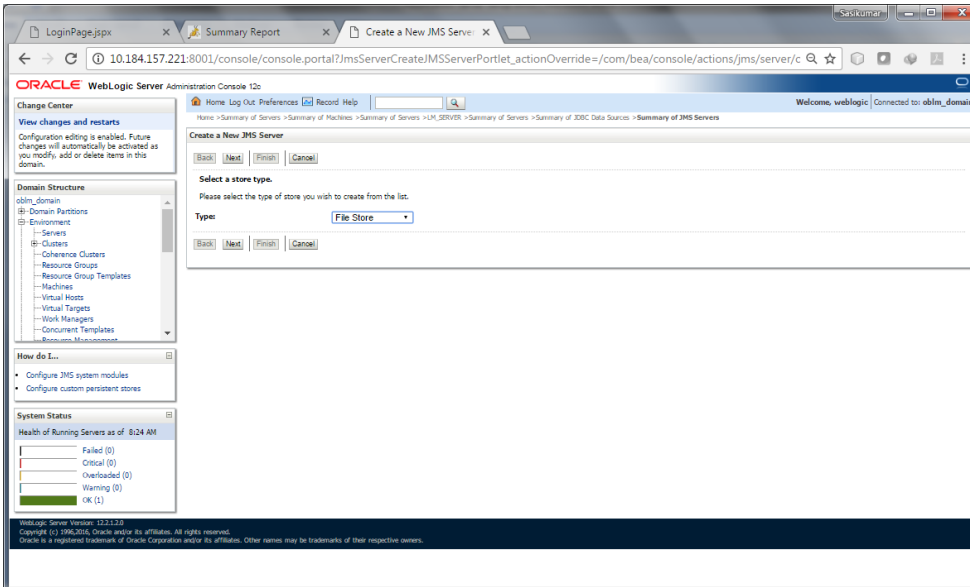 Sasikumar
LoginPage.jspx
Summary Report
Create a New JMS Server
10.184.157.221:8001/console/console.portal?JmsServerCreateJMSServerPortlet_actionOverride=/com/bea/console/actions/jms/server/c
ORACLE WebLogic Server Administration Console 12c
Change Center
View changes and restarts
Configuration editing is enabled. Future
changes will automatically be activated as
you modify, add or delete items in this
domain.
Domain Structure
oblm_domain
Domain Partitions
Environment
Servers
Clusters
Coherence Clusters
Resource Groups
Resource Group Templates
Machines
Virtual Hosts
Virtual Targets
Work Managers
Concurrent Templates
Resource Management
How do I...
Configure JMS system modules
Configure custom persistent stores
System Status
Health of Running Servers as of 8:24 AM
Failed (0)
Critical (0)
Overloaded (0)
Warning (0)
OK (1)
Home Log Out Preferences Record Help
Welcome, weblogic Connected to: oblm_domain
Home >Summary of Servers >Summary of Machines >Summary of Servers >LM_SERVER >Summary of Servers >Summary of JDBC Data Sources >Summary of JMS Servers
Create a New JMS Server
Back Next Finish Cancel
Select a store type.
Please select the type of store you wish to create from the list.
Type: File Store
Back Next Finish Cancel
WebLogic Server Version: 12.2.1.2.0
Copyright (c) 1996,2016, Oracle and/or its affiliates. All rights reserved.
Oracle is a registered trademark of Oracle Corporation and/or its affiliates. Other names may be trademarks of their respective owners.